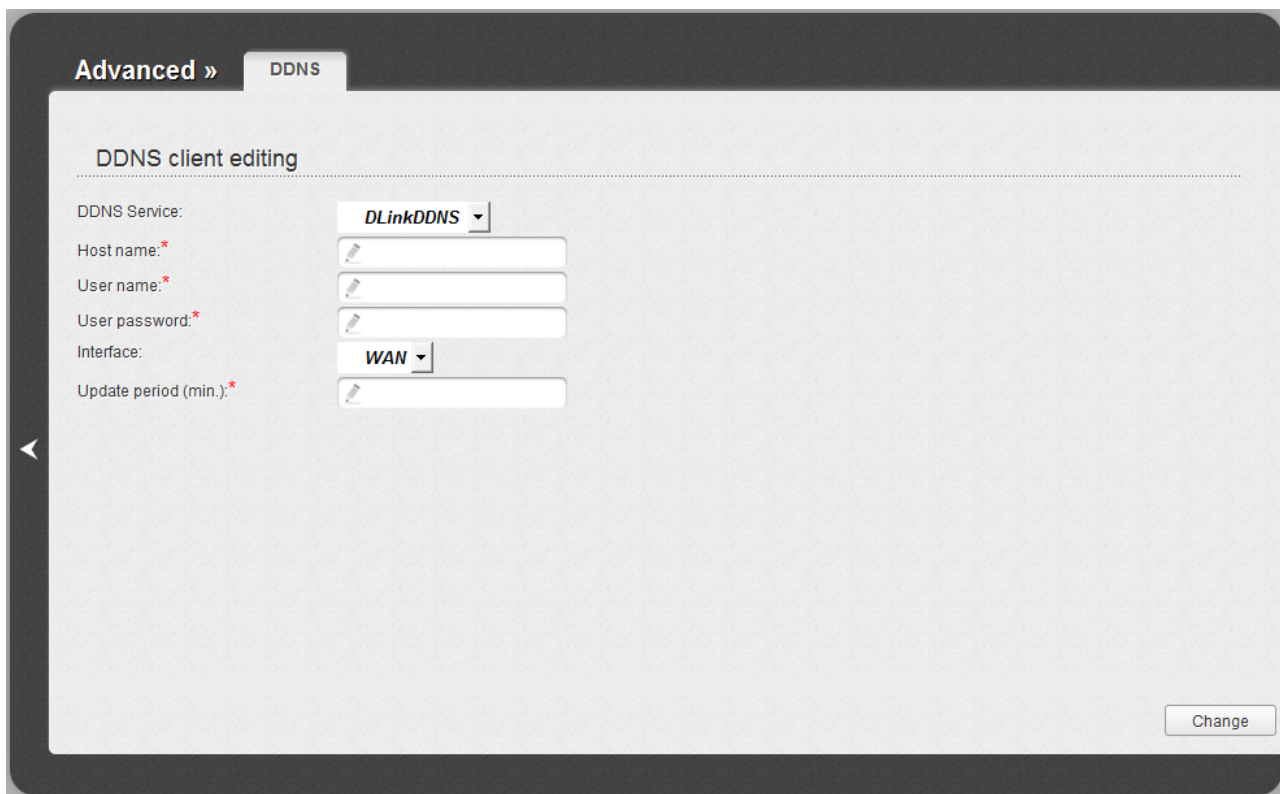 Advanced » DDNS
DDNS client editing
DDNS Service: DLinkDDNS
Host name:*
User name:*
User password:*
Interface: WAN
Update period (min.):*
Change